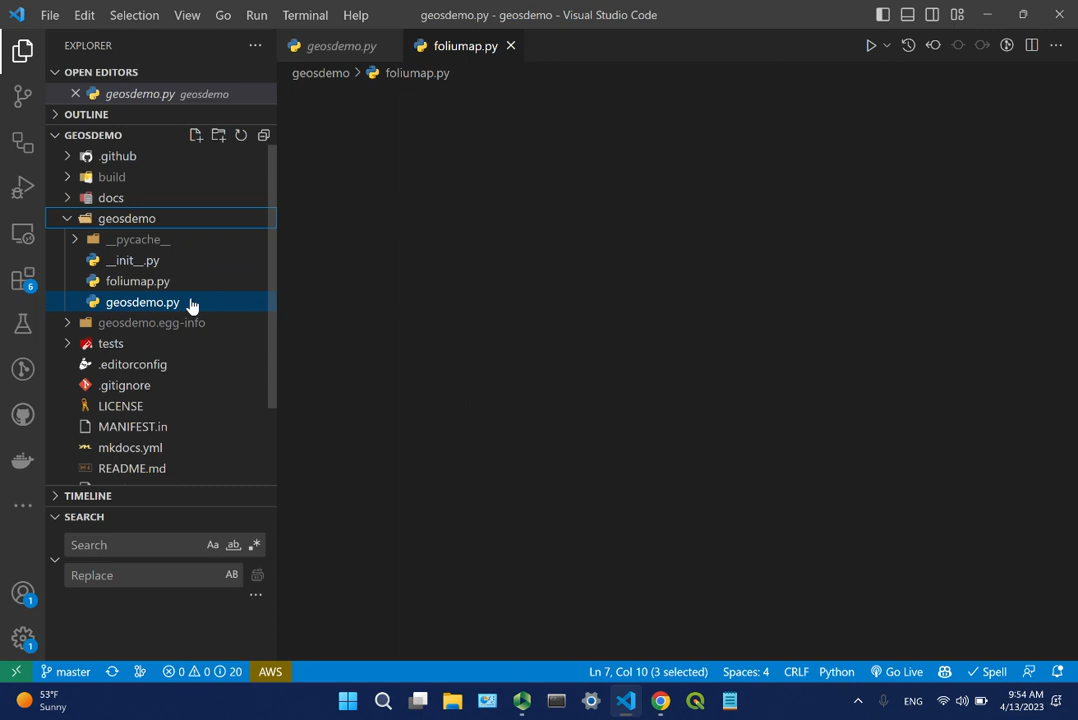 File Edit Selection View Go Run Terminal Help geosdemo.py - geosdemo - Visual Studio Code
EXPLORER
geosdemo.py foliumap.py
geosdemo > foliumap.py
OPEN EDITORS
geosdemo.py geosdemo
OUTLINE
GEOSDEMO
.github
build
docs
geosdemo
__pycache__
__init__.py
foliumap.py
geosdemo.py
geosdemo.egg-info
tests
.editorconfig
.gitignore
LICENSE
MANIFEST.in
mkdocs.yml
README.md
TIMELINE
SEARCH
Search Aa ab
Replace AB
6
1
1
master 0 0 20 AWS Ln 7, Col 10 (3 selected) Spaces: 4 CRLF Python Go Live Spell
53°F
Sunny
ENG
9:54 AM
4/13/2023